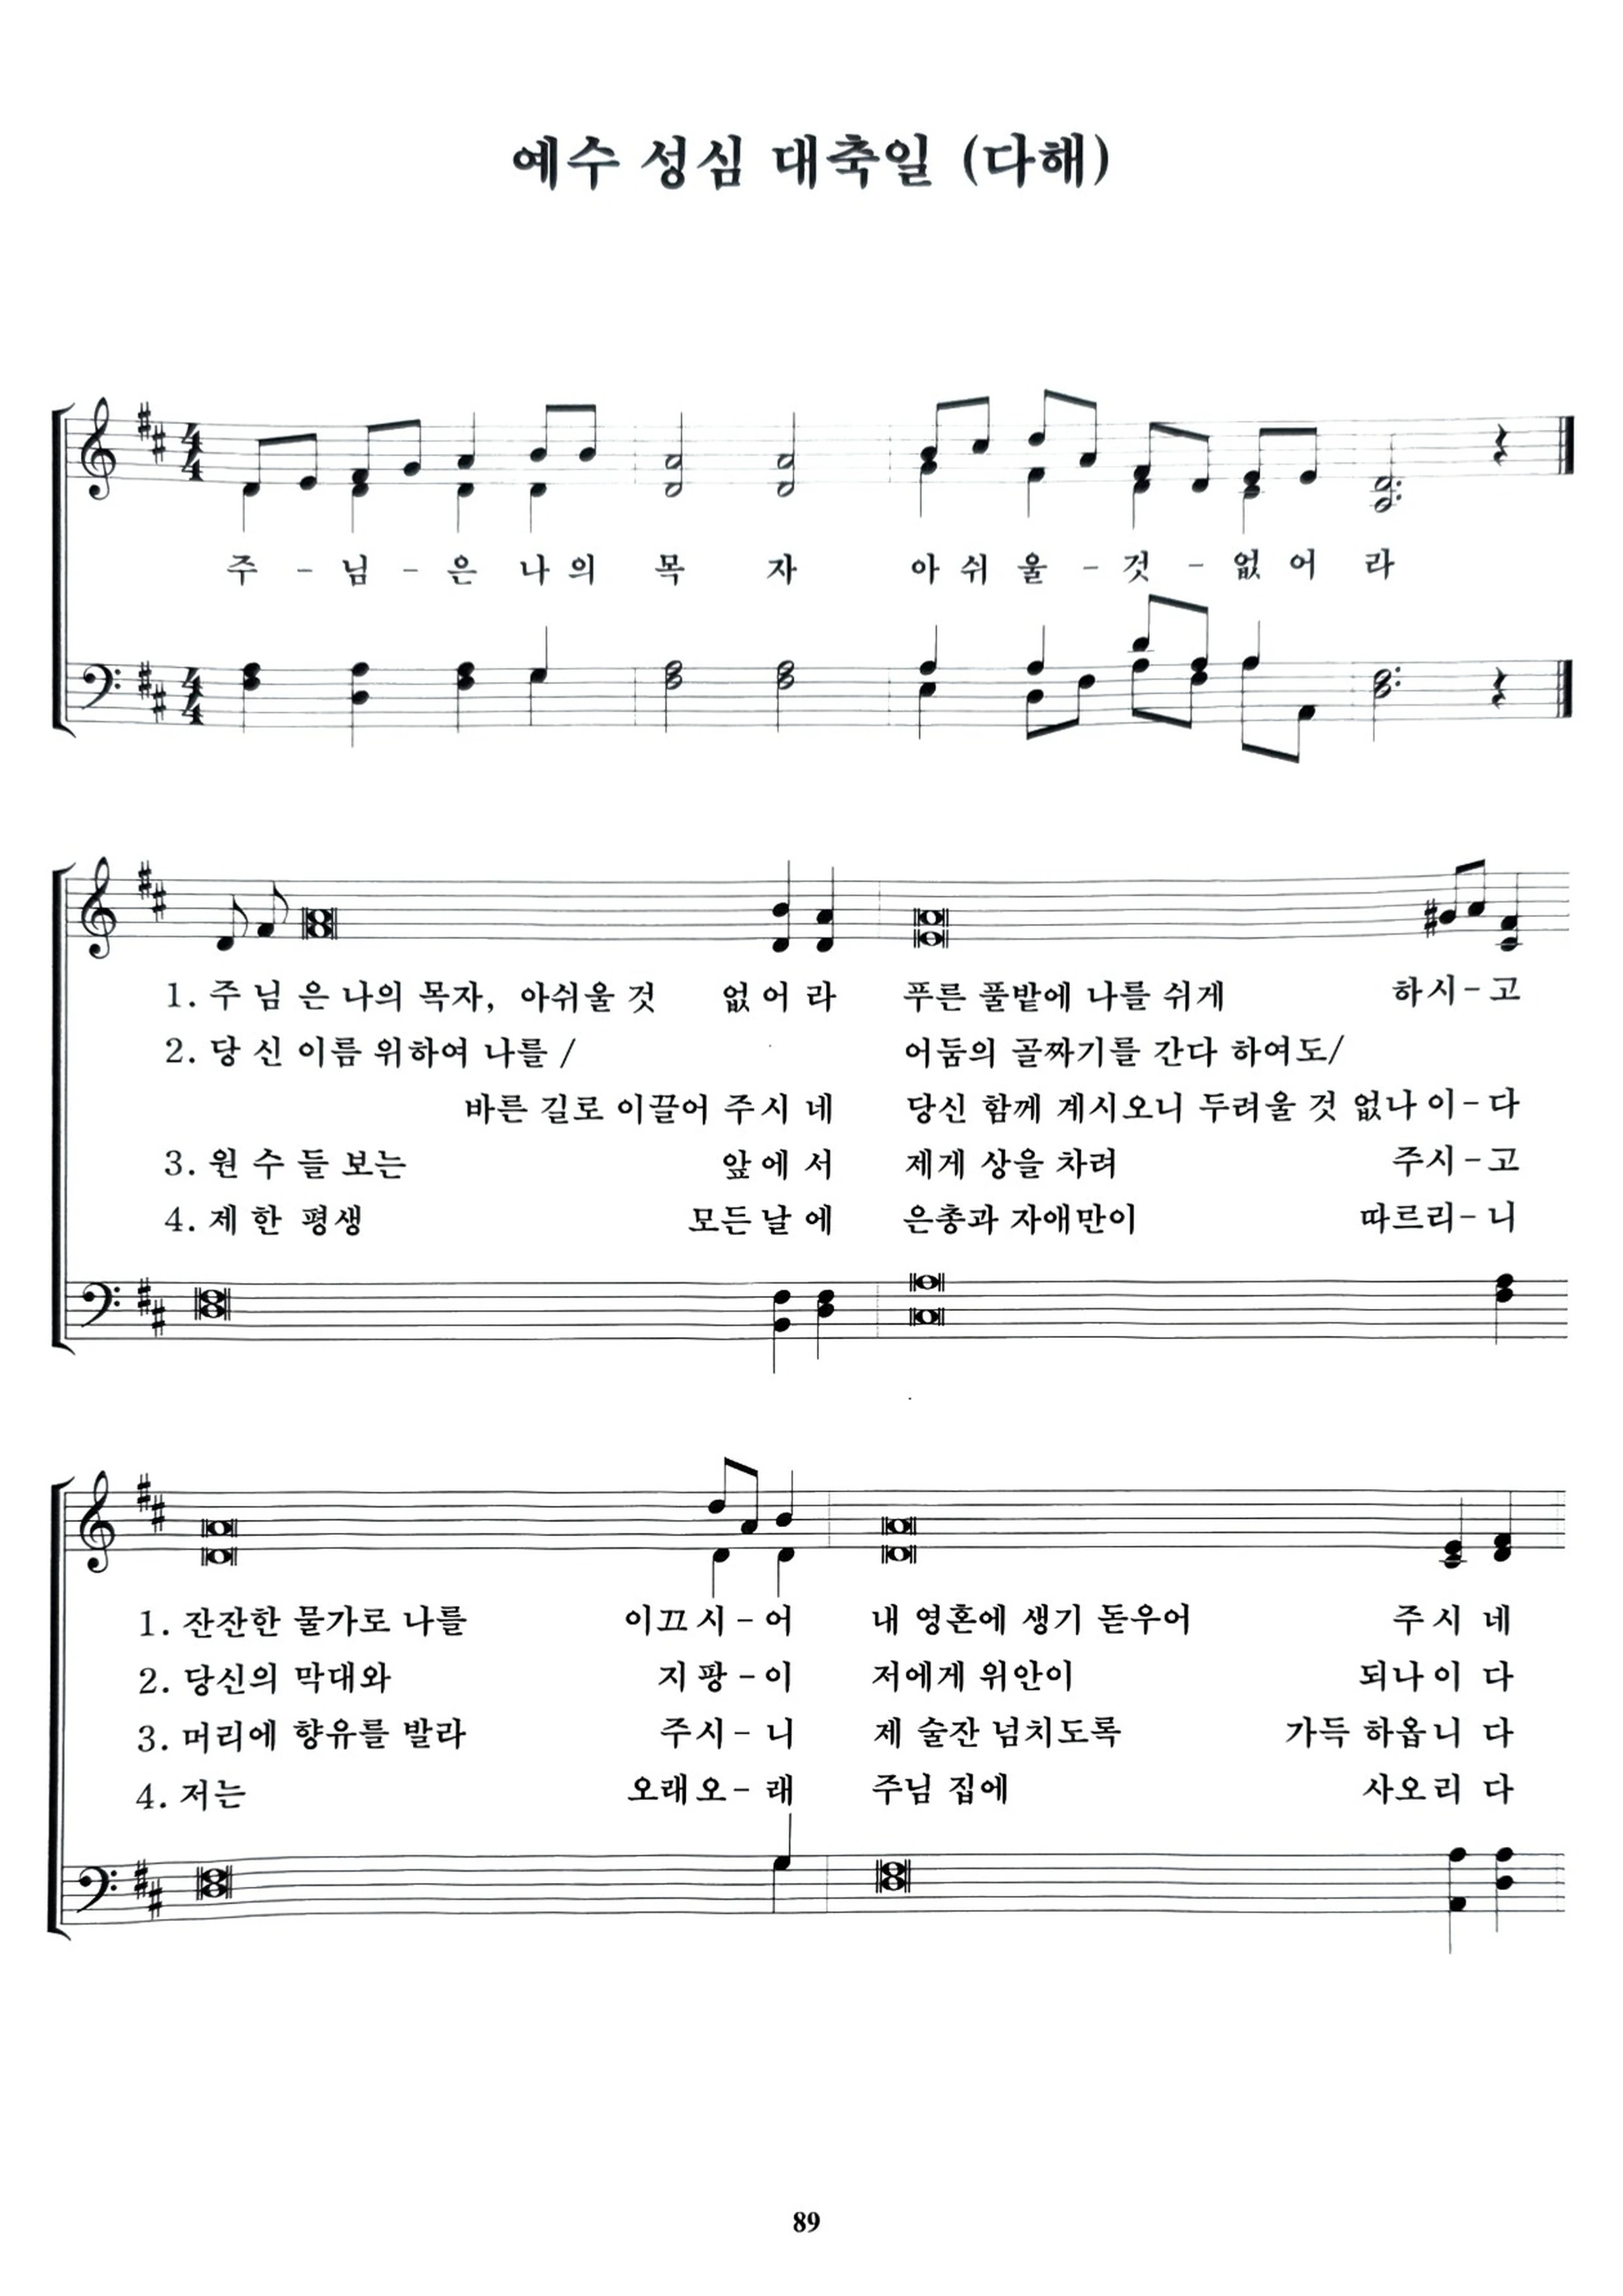 예수 성심 대축일 (다해)
주 - 님 - 은 나 의 목 자 아 쉬 울 - 것 - 없 어 라
1. 주 님 은 나의 목자, 아쉬울 것 없 어 라 푸른 풀밭에 나를 쉬게 하시-고
2. 당 신 이름 위하여 나를 / 어둠의 골짜기를 간다 하여도/
바른 길로 이끌어 주 시 네 당신 함께 계시오니 두려울 것 없나 이-다
3. 원 수 들 보는 앞 에 서 제게 상을 차려 주시-고
4. 제 한 평생 모든 날 에 은총과 자애만이 따르리-니
1. 잔잔한 물가로 나를 이끄 시-어 내 영혼에 생기 돋우어 주 시 네
2. 당신의 막대와 지 팡-이 저에게 위안이 되나 이 다
3. 머리에 향유를 발라 주시-니 제 술잔 넘치도록 가득 하옵 니 다
4. 저는 오래 오-래 주님 집에 사오 리 다
89